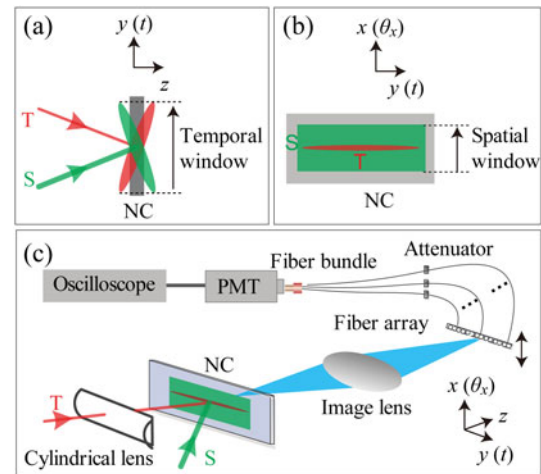 (a)
y (t)
z
T
S
Temporal
window
NC
(b)
x (θx)
y (t)
S
T
Spatial
window
NC
(c)
Oscilloscope
PMT
Fiber bundle
Attenuator
Fiber array
NC
T
Cylindrical lens
S
Image lens
x (θx)
z
y (t)